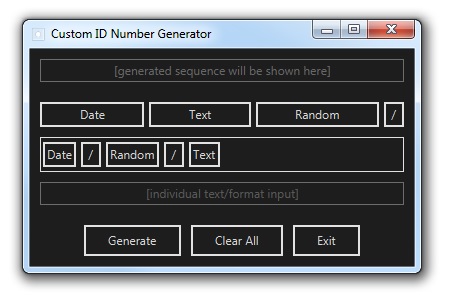 Custom ID Number Generator
[generated sequence will be shown here]
Date Text Random /
Date / Random / Text
[individual text/format input]
Generate Clear All Exit